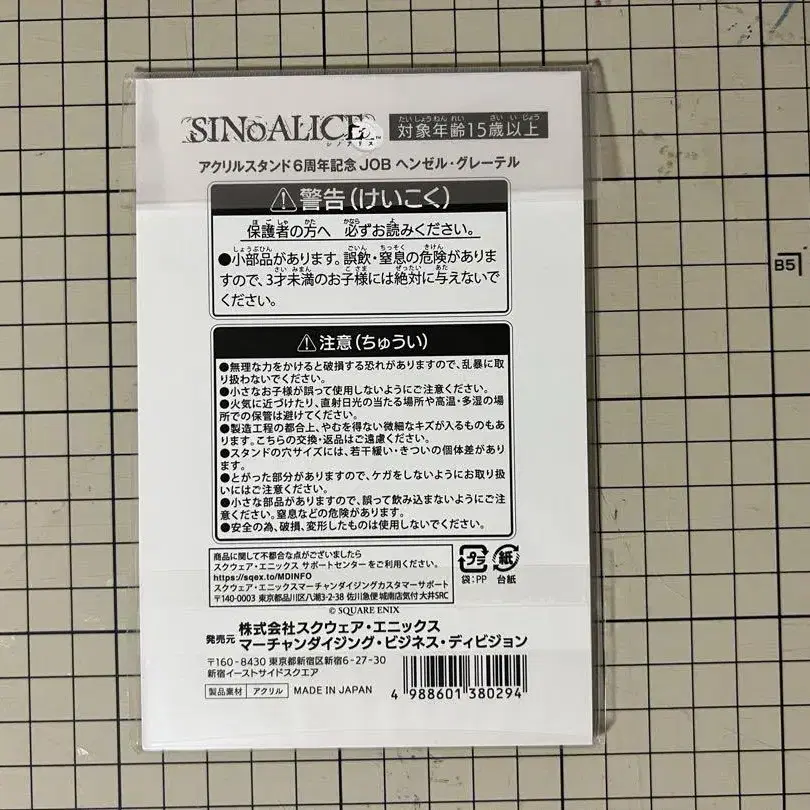 SINoALICE
シノアリス
対象年齢15歳以上
アクリルスタンド 6周年記念 JOB ヘンゼル・グレーテル
警告(けいこく)
保護者の方へ 必ずお読みください。
●小部品があります。誤飲・窒息の危険がありま
すので、3才未満のお子様には絶対に与えないで
ください。
注意(ちゅうい)
●無理な力をかけると破損する恐れがありますので、乱暴に取
り扱わないでください。
●小さなお子様が誤って使用しないようにご注意ください。
●火気に近づけたり、直射日光の当たる場所や高温・多湿の場
所での保管は避けてください。
●製造工程の都合上、やむを得ない微細なキズが入るものもあ
ります。こちらの交換・返品はご遠慮ください。
●スタンドの穴サイズには、若干緩い・きついの個体差がありま
す。
●とがった部分がありますので、ケガをしないようにお取り扱
いにはご注意ください。
●小さな部品がありますので、誤って飲み込まないようにご注
意ください。窒息などの危険があります。
●安全の為、破損、変形したものは使用しないでください。
商品に関して不都合な点がございましたら
スクウェア・エニックス サポートセンター をご利用ください。
https://sqex.to/MDINFO
スクウェア・エニックスマーチャンダイジングカスタマーサポート
〒140-0003 東京都品川区八潮3-2-38 佐川急便 城南店気付 大井SRC
プラ 紙
袋:PP 台紙
© SQUARE ENIX
発売元 株式会社スクウェア・エニックス
マーチャンダイジング・ビジネス・ディビジョン
〒160-8430 東京都新宿区新宿6-27-30
新宿イーストサイドスクエア
製品素材 アクリル MADE IN JAPAN
4 988601 380294
B5